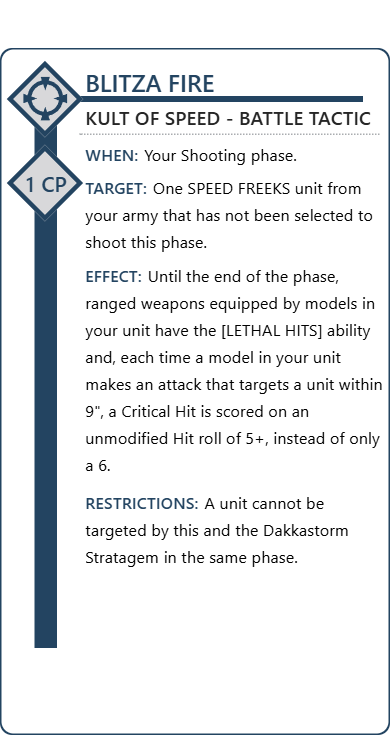 BLITZA FIRE
KULT OF SPEED - BATTLE TACTIC
WHEN: Your Shooting phase.
1 CP
TARGET: One SPEED FREEKS unit from
your army that has not been selected to
shoot this phase.
EFFECT: Until the end of the phase,
ranged weapons equipped by models in
your unit have the [LETHAL HITS] ability
and, each time a model in your unit
makes an attack that targets a unit within
9", a Critical Hit is scored on an
unmodified Hit roll of 5+, instead of only
a 6.
RESTRICTIONS: A unit cannot be
targeted by this and the Dakkastorm
Stratagem in the same phase.